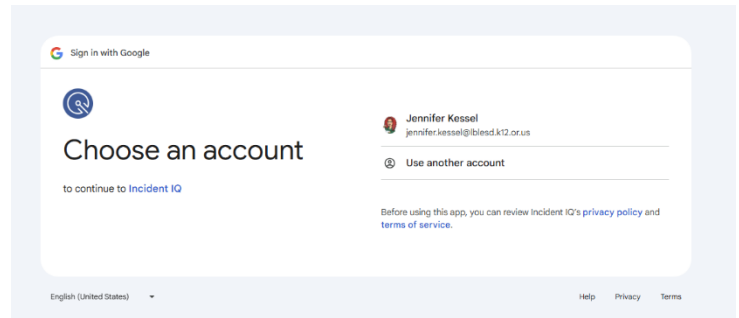 Sign in with Google
Choose an account
to continue to Incident IQ
Jennifer Kessel
jennifer.kessel@lblesd.k12.or.us
Use another account
Before using this app, you can review Incident IQ's privacy policy and
terms of service.
English (United States)
Help Privacy Terms